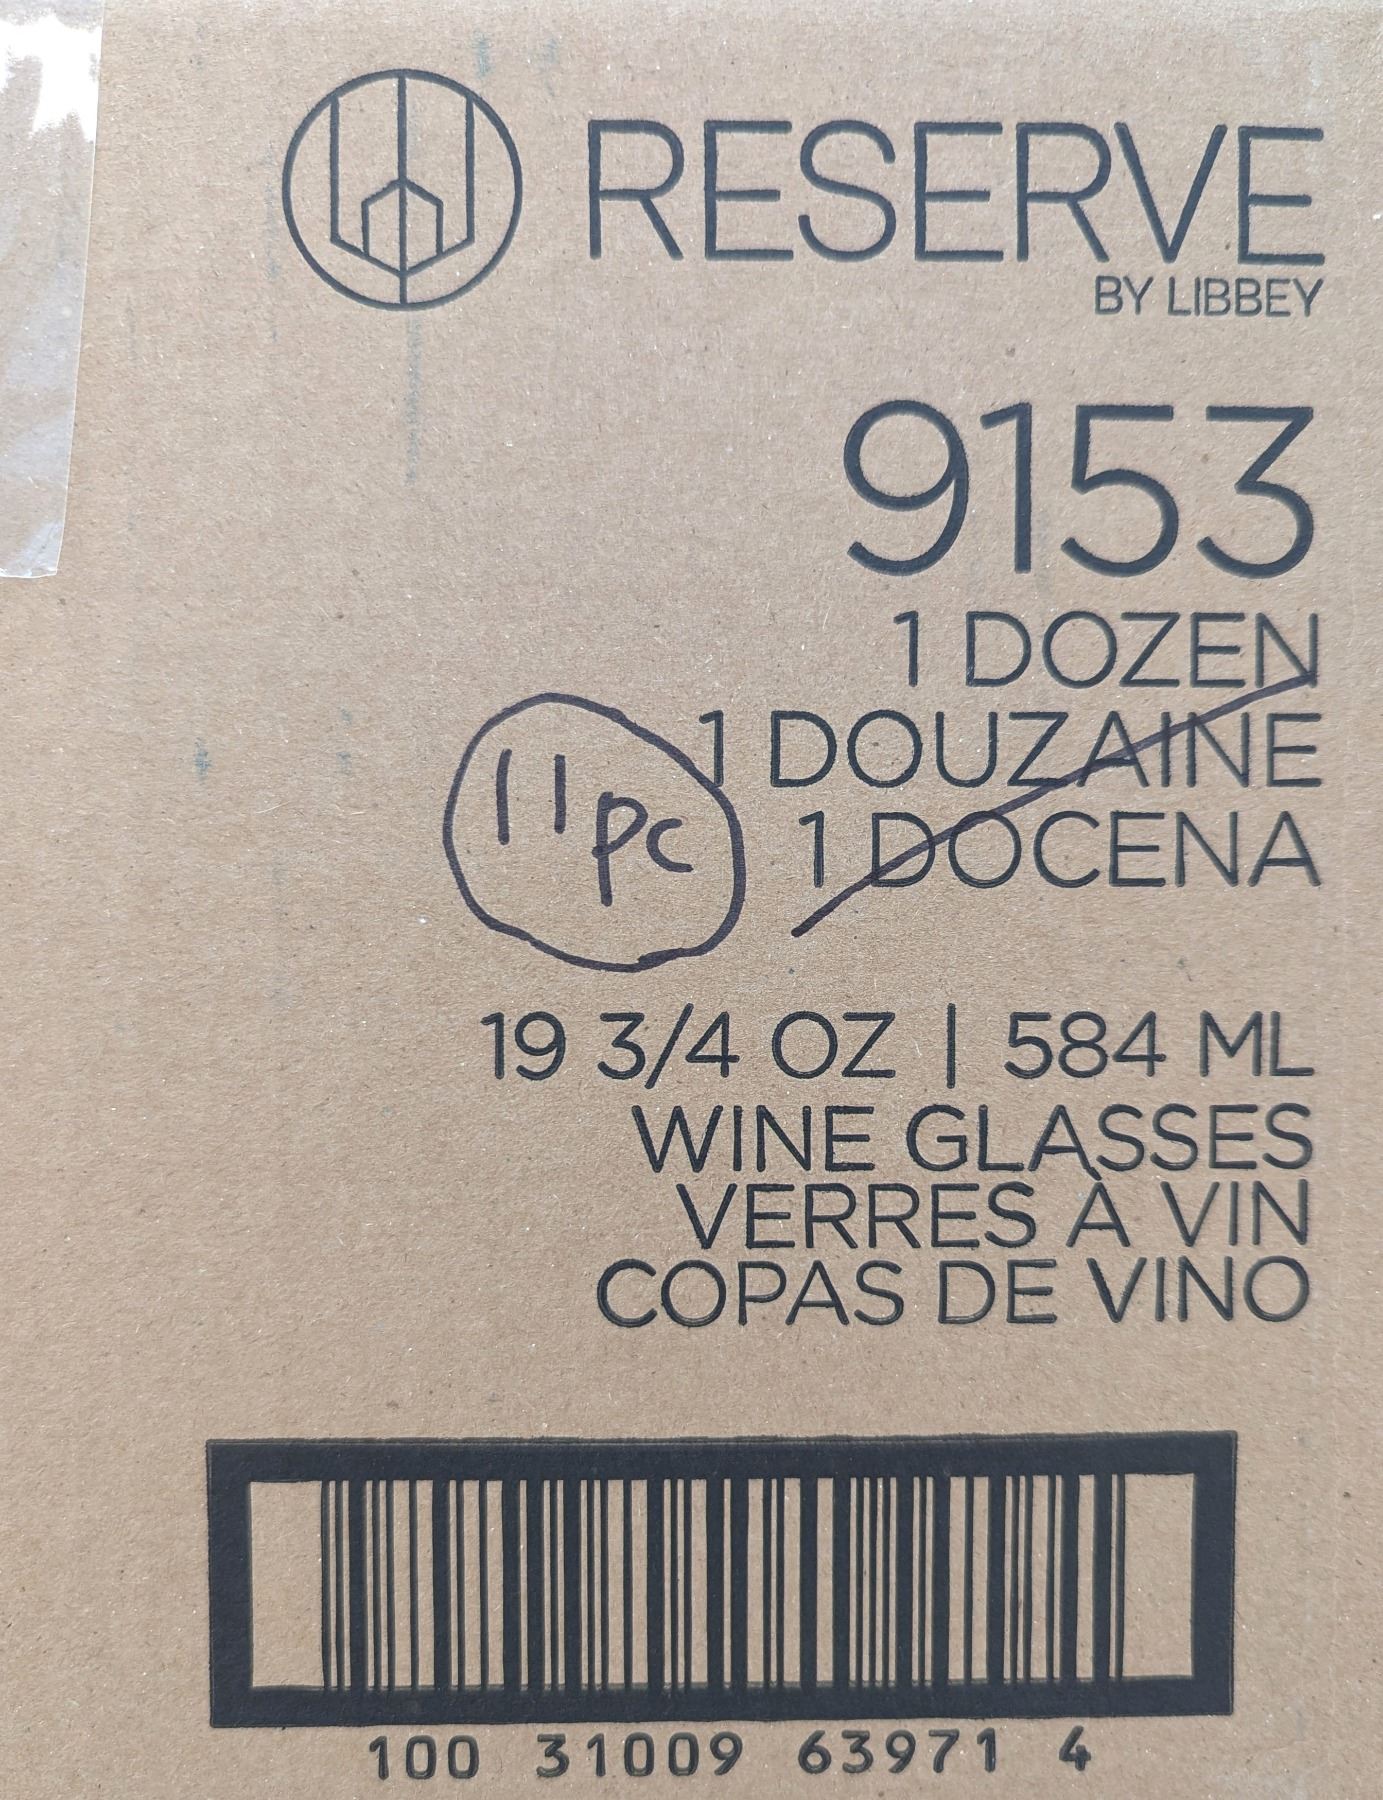 RESERVE
BY LIBBEY
9153
1 DOZEN
1 DOUZAINE
1 DOCENA
11 pc
19 3/4 OZ | 584 ML
WINE GLASSES
VERRES À VIN
COPAS DE VINO
100 31009 63971 4